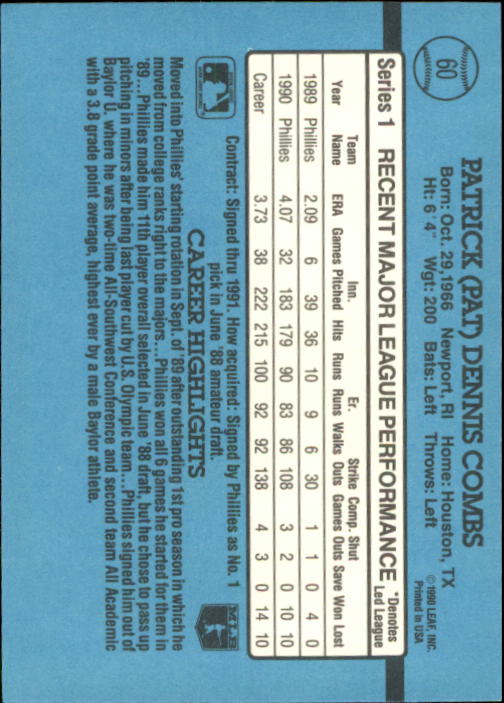 60
PATRICK (PAT) DENNIS COMBS
Born: Oct. 29, 1966 Newport, RI Home: Houston, TX
Ht: 6' 4" Wgt: 200 Bats: Left Throws: Left
© 1990 LEAF, INC.
Printed in USA
Series 1 RECENT MAJOR LEAGUE PERFORMANCE
*Denotes
Led League
Team Inn. Er. Strike Comp. Shut
Year Name ERA Games Pitched Hits Runs Runs Walks Outs Games Outs Save Won Lost
1989 Phillies 2.09 6 39 36 10 9 6 30 1 1 0 4 0
1990 Phillies 4.07 32 183 179 90 83 86 108 3 2 0 10 10
Career 3.73 38 222 215 100 92 92 138 4 3 0 14 10
Contract: Signed thru 1991. How acquired: Signed by Phillies as No. 1
pick in June '88 amateur draft.
MLB
CAREER HIGHLIGHTS
Moved into Phillies' starting rotation in Sept. of '89 after outstanding 1st pro season in which he
moved from college ranks right to the majors... Phillies won all 6 games he started for them in
'89... Phillies made him 11th player overall selected in June '88 draft, but he chose to pass up
pitching in minors after being last player cut by U.S. Olympic team.... Phillies signed him out of
Baylor U. where he was two-time All-Southwest Conference and second team All Academic
with a 3.8 grade point average, highest ever by a male Baylor athlete.